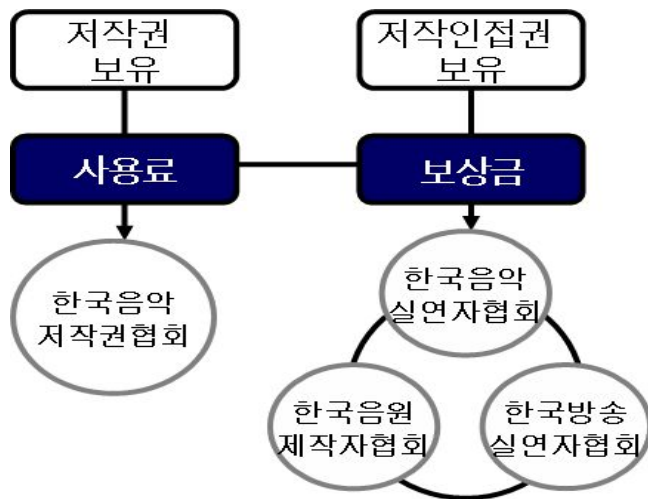 저작권
보유
저작인접권
보유
사용료
보상금
한국음악
저작권협회
한국음악
실연자협회
한국음원
제작자협회
한국방송
실연자협회